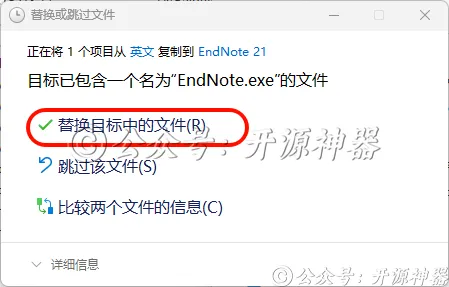 替换或跳过文件
正在将 1 个项目从 英文 复制到 EndNote 21
目标已包含一个名为“EndNote.exe”的文件
替换目标中的文件(R)
公众号：开源神器
跳过该文件(S)
比较两个文件的信息(C)
详细信息
公众号：开源神器